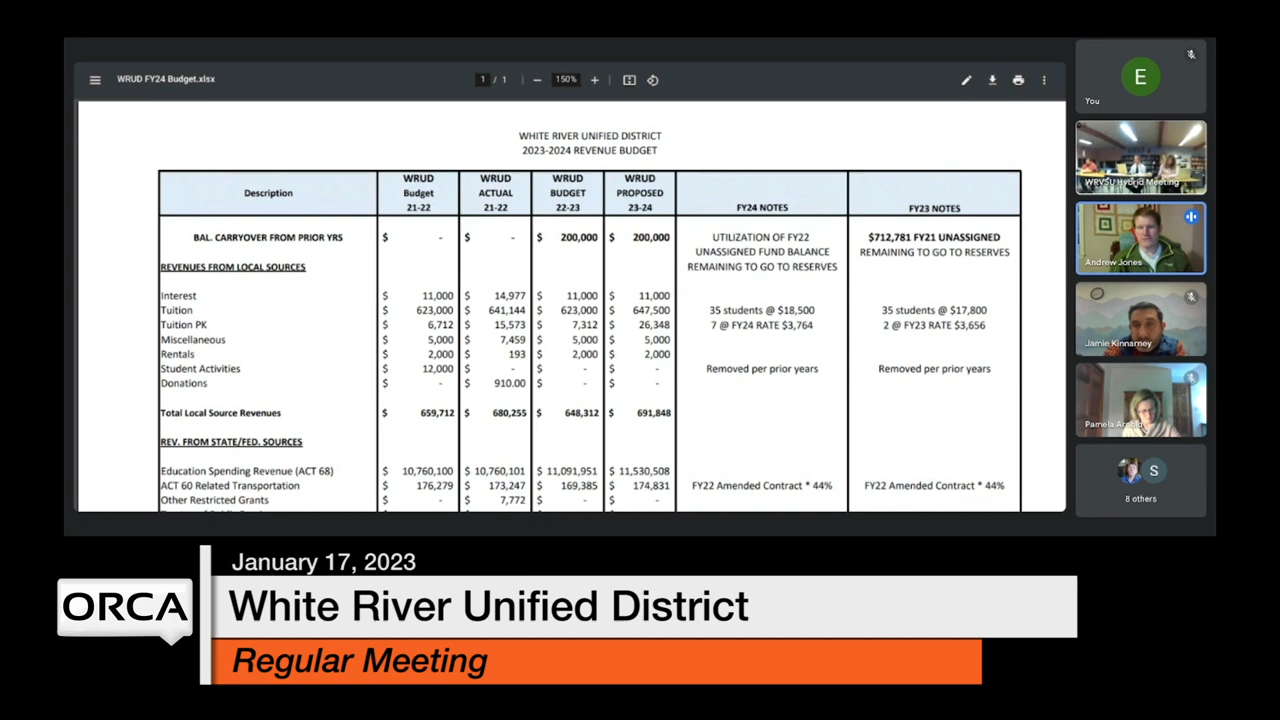 WRUD FY24 Budget.xlsx
1 / 1
150%
WHITE RIVER UNIFIED DISTRICT
2023-2024 REVENUE BUDGET
Description WRUD Budget 21-22 WRUD ACTUAL 21-22 WRUD BUDGET 22-23 WRUD PROPOSED 23-24 FY24 NOTES FY23 NOTES
BAL. CARRYOVER FROM PRIOR YRS $ - $ - $ 200,000 $ 200,000 UTILIZATION OF FY22 $712,781 FY21 UNASSIGNED
UNASSIGNED FUND BALANCE REMAINING TO GO TO RESERVES
REVENUES FROM LOCAL SOURCES REMAINING TO GO TO RESERVES
Interest $ 11,000 $ 14,977 $ 11,000 $ 11,000
Tuition $ 623,000 $ 641,144 $ 623,000 $ 647,500 35 students @ $18,500 35 students @ $17,800
Tuition PK $ 6,712 $ 15,573 $ 7,312 $ 26,348 7 @ FY24 RATE $3,764 2 @ FY23 RATE $3,656
Miscellaneous $ 5,000 $ 7,459 $ 5,000 $ 5,000
Rentals $ 2,000 $ 193 $ 2,000 $ 2,000
Student Activities $ 12,000 $ - $ - $ - Removed per prior years Removed per prior years
Donations $ - $ 910.00 $ - $ -
Total Local Source Revenues $ 659,712 $ 680,255 $ 648,312 $ 691,848
REV. FROM STATE/FED. SOURCES
Education Spending Revenue (ACT 68) $ 10,760,100 $ 10,760,101 $ 11,091,951 $ 11,530,508
ACT 60 Related Transportation $ 176,279 $ 173,247 $ 169,385 $ 174,831 FY22 Amended Contract * 44% FY22 Amended Contract * 44%
Other Restricted Grants $ - $ 7,772 $ - $ -
E
You
WRVSU Hybrid Meeting
Andrew Jones
Jamie Kinnarney
Pamela Arnold
S
8 others
January 17, 2023
ORCA
White River Unified District
Regular Meeting